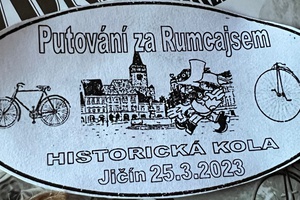 Putování za Rumcajsem
HISTORICKÁ KOLA
Jičín 25.3.2023